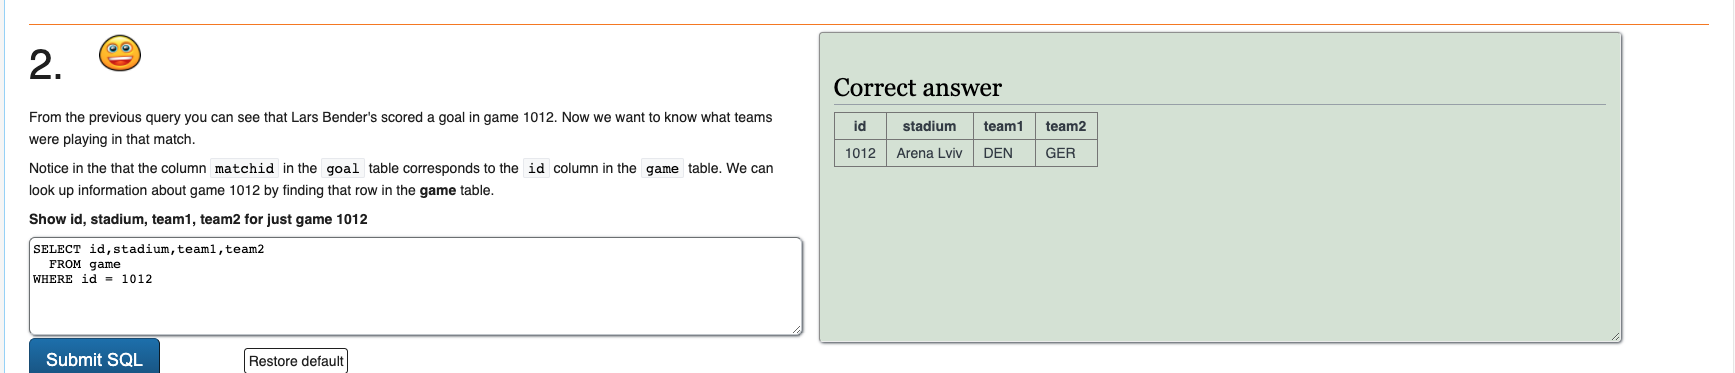 2.
From the previous query you can see that Lars Bender's scored a goal in game 1012. Now we want to know what teams
were playing in that match.
Notice in the that the column matchid in the goal table corresponds to the id column in the game table. We can
look up information about game 1012 by finding that row in the game table.
Show id, stadium, team1, team2 for just game 1012
SELECT id,stadium,team1,team2
FROM game
WHERE id = 1012
Submit SQL
Restore default
Correct answer
id stadium team1 team2
1012 Arena Lviv DEN GER